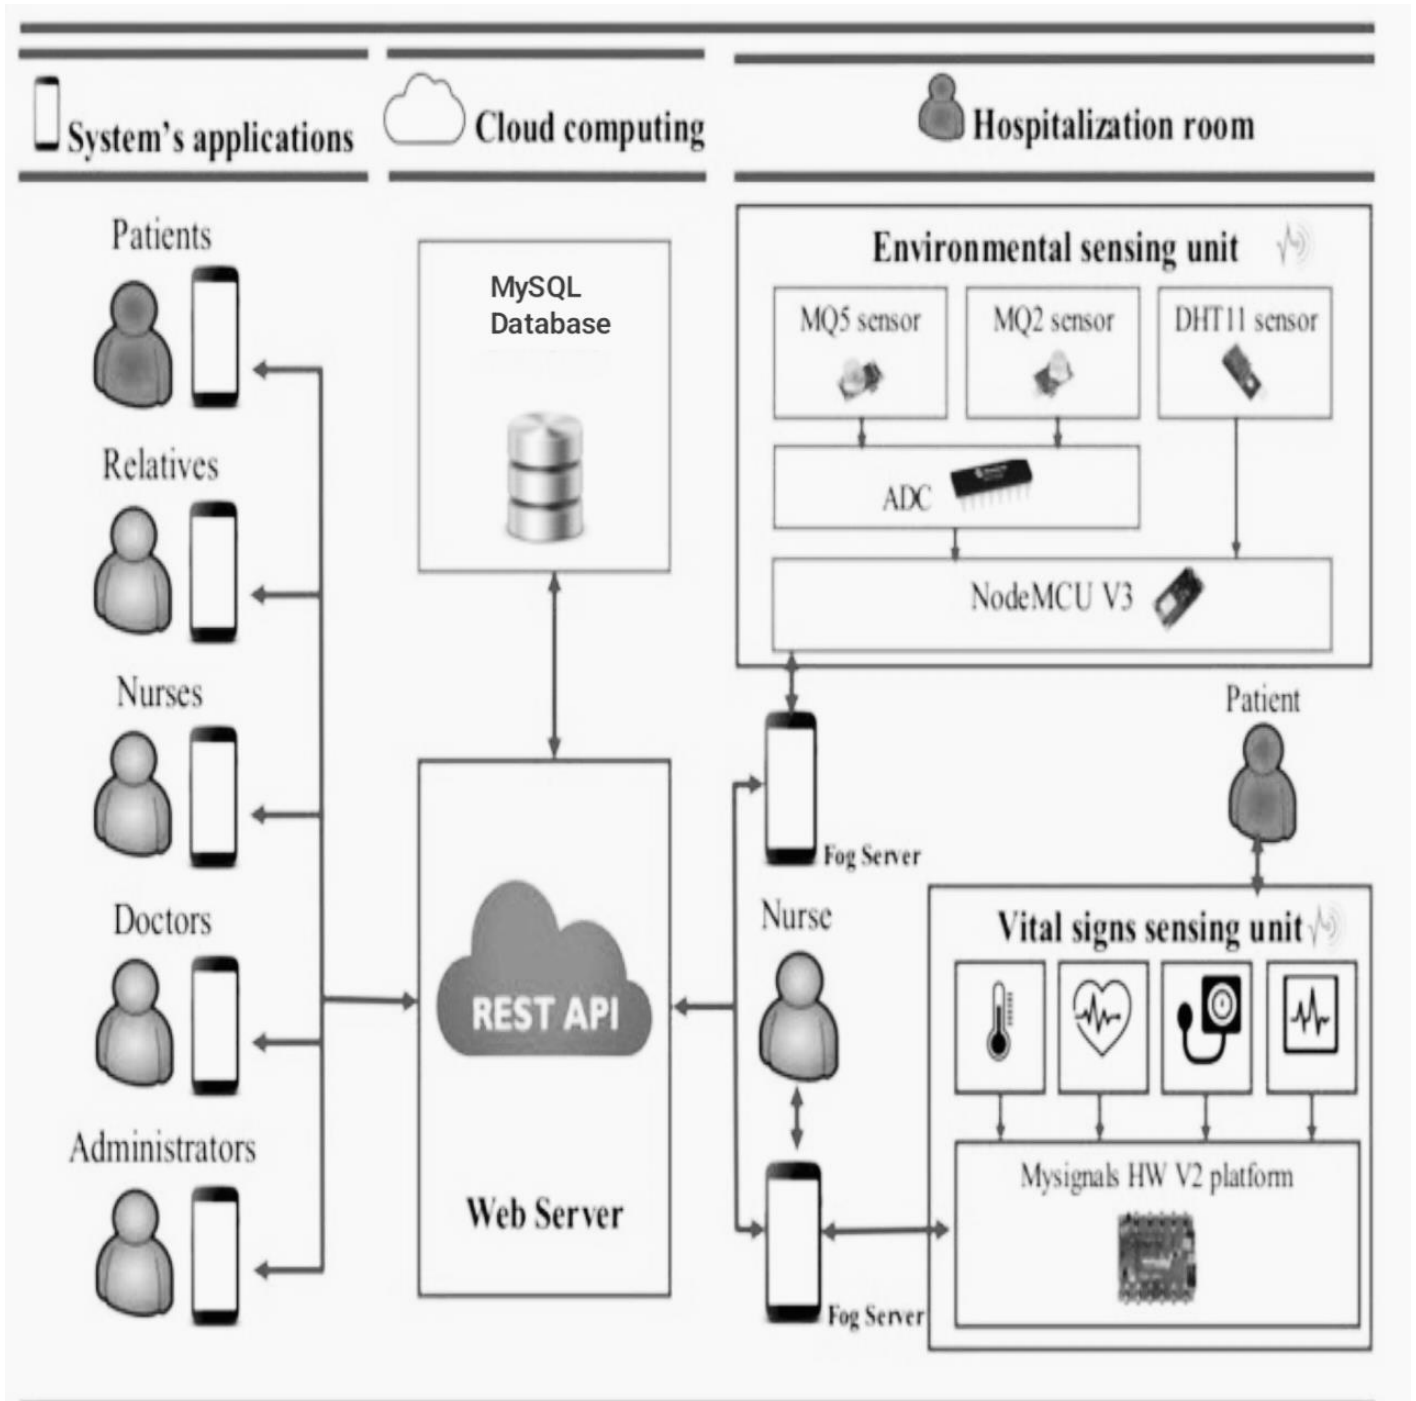 System's applications
Cloud computing
Hospitalization room
Patients
Relatives
Nurses
Doctors
Administrators
MySQL
Database
REST API
Web Server
Environmental sensing unit
MQ5 sensor
MQ2 sensor
DHT11 sensor
ADC
NodeMCU V3
Fog Server
Nurse
Fog Server
Patient
Vital signs sensing unit
Mysignals HW V2 platform